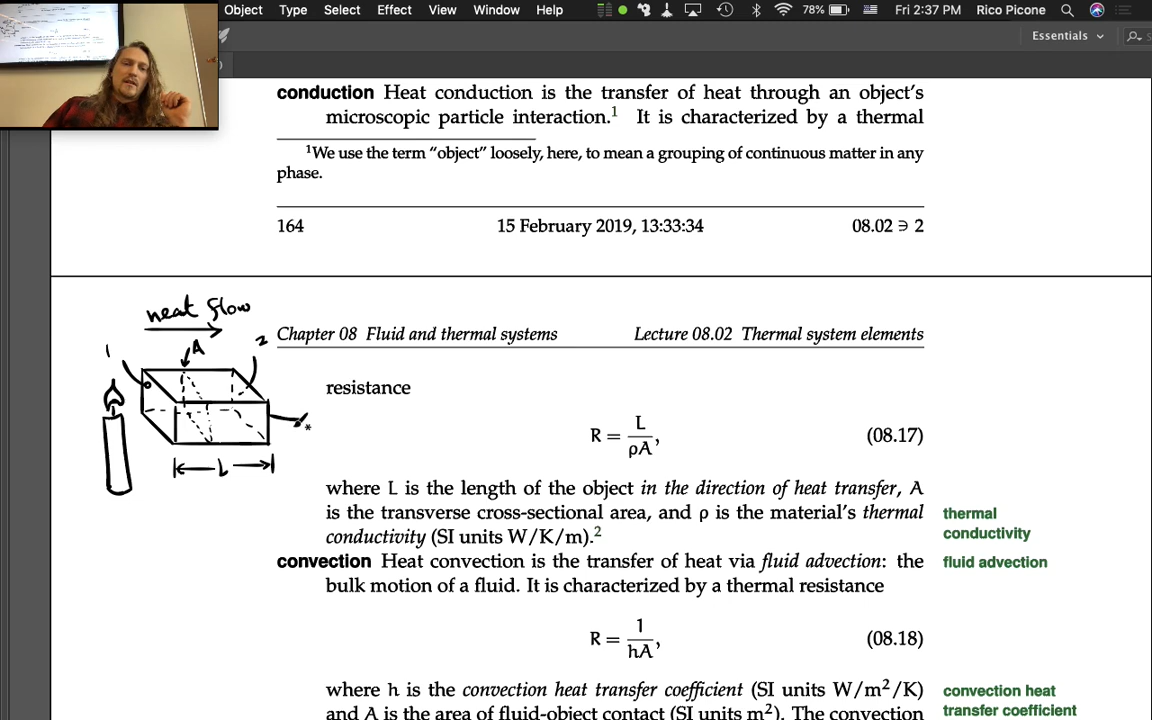 Object Type Select Effect View Window Help 78% Fri 2:37 PM Rico Picone
Essentials
conduction Heat conduction is the transfer of heat through an object's
microscopic particle interaction.¹ It is characterized by a thermal
¹We use the term “object” loosely, here, to mean a grouping of continuous matter in any
phase.
164 15 February 2019, 13:33:34 08.02 ∋ 2
heat flow
Chapter 08 Fluid and thermal systems Lecture 08.02 Thermal system elements
1 A 2
resistance
R = L/ρA, (08.17)
L
where L is the length of the object in the direction of heat transfer, A
is the transverse cross-sectional area, and ρ is the material's thermal
conductivity (SI units W/K/m).²
thermal
conductivity
convection Heat convection is the transfer of heat via fluid advection: the
fluid advection
bulk motion of a fluid. It is characterized by a thermal resistance
R = 1/hA, (08.18)
where h is the convection heat transfer coefficient (SI units W/m²/K)
and A is the area of fluid-object contact (SI units m²). The convection
convection heat
transfer coefficient